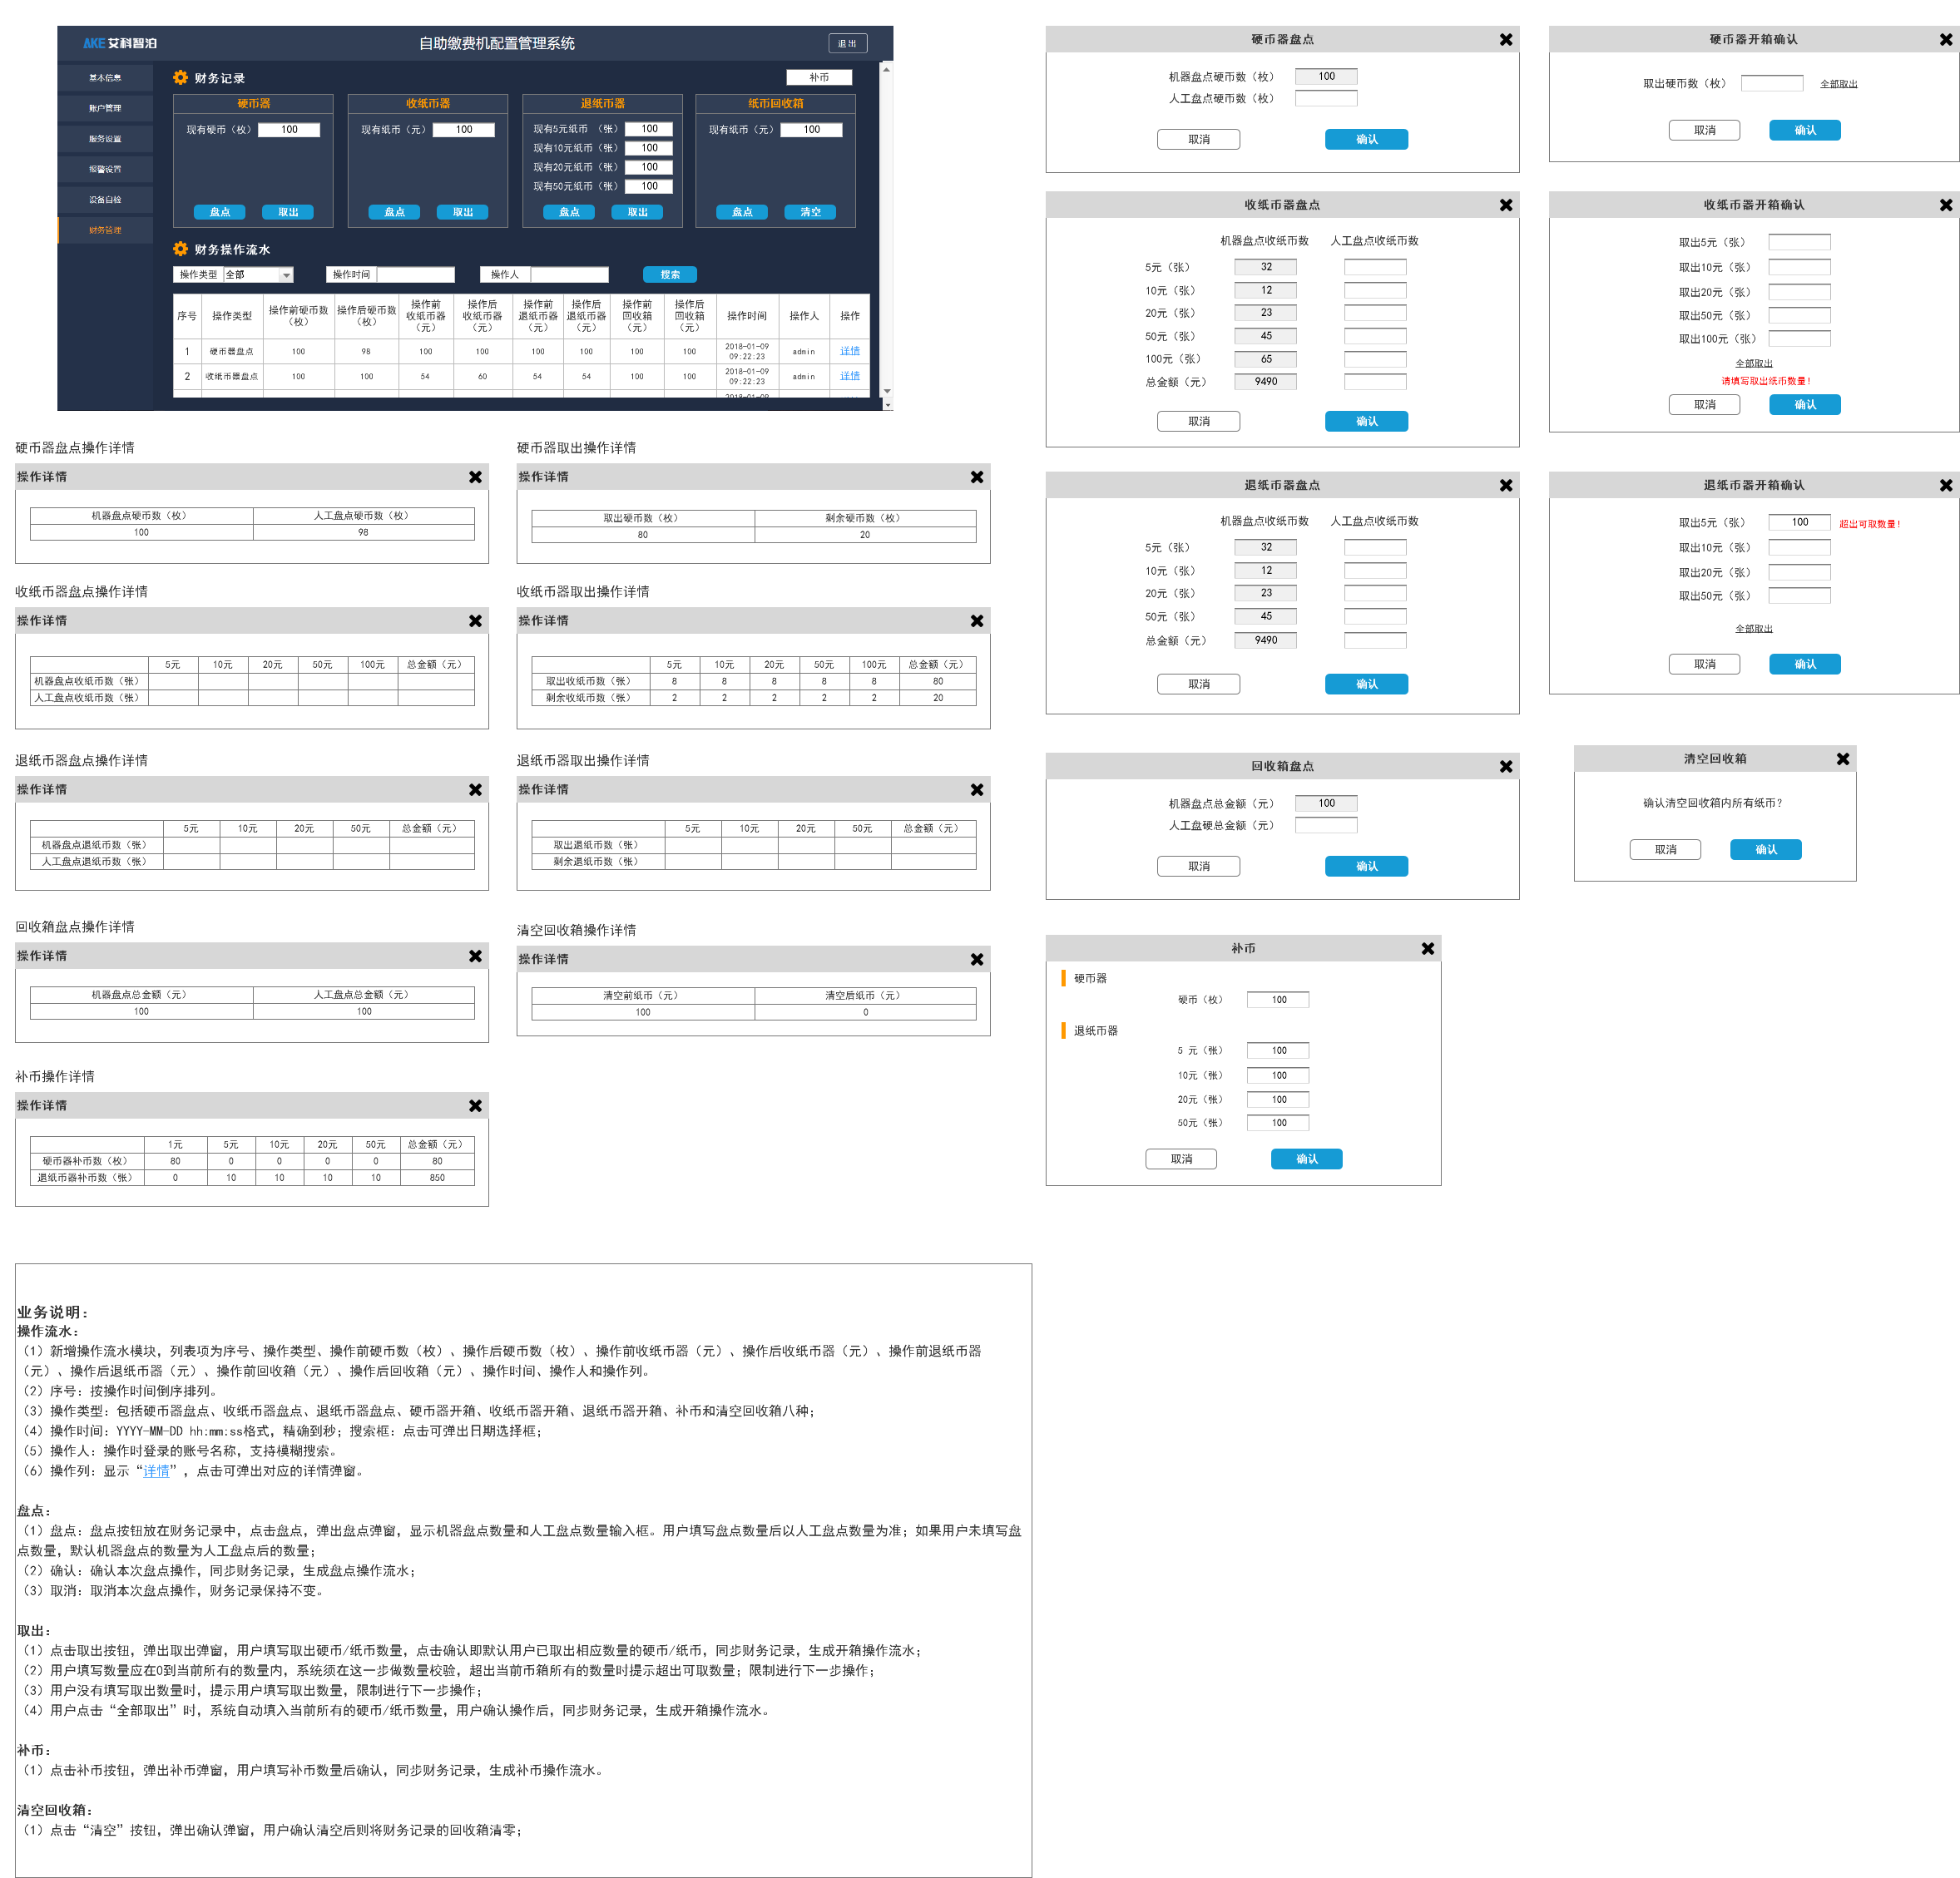 AKE 艾科智泊
自助缴费机配置管理系统
退出
基本信息
账户管理
服务设置
报警设置
设备自检
财务管理
财务记录
补币
硬币器
现有硬币（枚） 100
盘点 取出
收纸币器
现有纸币（元） 100
盘点 取出
退纸币器
现有5元纸币 （张） 100
现有10元纸币（张） 100
现有20元纸币（张） 100
现有50元纸币（张） 100
盘点 取出
纸币回收箱
现有纸币（元） 100
盘点 清空
财务操作流水
操作类型 全部 操作时间 操作人 搜索
序号 操作类型 操作前硬币数（枚） 操作后硬币数（枚） 操作前收纸币器（元） 操作后收纸币器（元） 操作前退纸币器（元） 操作后退纸币器（元） 操作前回收箱（元） 操作后回收箱（元） 操作时间 操作人 操作
1 硬币器盘点 100 98 100 100 100 100 100 100 2018-01-09 09:22:23 admin 详情
2 收纸币器盘点 100 100 54 60 54 54 100 100 2018-01-09 09:22:23 admin 详情
2018-01-09
硬币器盘点操作详情
操作详情
机器盘点硬币数（枚） 人工盘点硬币数（枚）
100 98
硬币器取出操作详情
操作详情
取出硬币数（枚） 剩余硬币数（枚）
80 20
收纸币器盘点操作详情
操作详情
5元 10元 20元 50元 100元 总金额（元）
机器盘点收纸币数（张）
人工盘点收纸币数（张）
收纸币器取出操作详情
操作详情
5元 10元 20元 50元 100元 总金额（元）
取出收纸币数（张） 8 8 8 8 8 80
剩余收纸币数（张） 2 2 2 2 2 20
退纸币器盘点操作详情
操作详情
5元 10元 20元 50元 总金额（元）
机器盘点退纸币数（张）
人工盘点退纸币数（张）
退纸币器取出操作详情
操作详情
5元 10元 20元 50元 总金额（元）
取出退纸币数（张）
剩余退纸币数（张）
回收箱盘点操作详情
操作详情
机器盘点总金额（元） 人工盘点总金额（元）
100 100
清空回收箱操作详情
操作详情
清空前纸币（元） 清空后纸币（元）
100 0
补币操作详情
操作详情
1元 5元 10元 20元 50元 总金额（元）
硬币器补币数（枚） 80 0 0 0 0 80
退纸币器补币数（张） 0 10 10 10 10 850
硬币器盘点
机器盘点硬币数（枚） 100
人工盘点硬币数（枚）
取消 确认
硬币器开箱确认
取出硬币数（枚） 全部取出
取消 确认
收纸币器盘点
机器盘点收纸币数 人工盘点收纸币数
5元（张） 32
10元（张） 12
20元（张） 23
50元（张） 45
100元（张） 65
总金额（元） 9490
取消 确认
收纸币器开箱确认
取出5元（张）
取出10元（张）
取出20元（张）
取出50元（张）
取出100元（张）
全部取出
请填写取出纸币数量！
取消 确认
退纸币器盘点
机器盘点收纸币数 人工盘点收纸币数
5元（张） 32
10元（张） 12
20元（张） 23
50元（张） 45
总金额（元） 9490
取消 确认
退纸币器开箱确认
取出5元（张） 100 超出可取数量！
取出10元（张）
取出20元（张）
取出50元（张）
全部取出
取消 确认
回收箱盘点
机器盘点总金额（元） 100
人工盘硬总金额（元）
取消 确认
清空回收箱
确认清空回收箱内所有纸币？
取消 确认
补币
硬币器
硬币（枚） 100
退纸币器
5 元（张） 100
10元（张） 100
20元（张） 100
50元（张） 100
取消 确认
业务说明：
操作流水：
（1）新增操作流水模块，列表项为序号、操作类型、操作前硬币数（枚）、操作后硬币数（枚）、操作前收纸币器（元）、操作后收纸币器（元）、操作前退纸币器
（元）、操作后退纸币器（元）、操作前回收箱（元）、操作后回收箱（元）、操作时间、操作人和操作列。
（2）序号：按操作时间倒序排列。
（3）操作类型：包括硬币器盘点、收纸币器盘点、退纸币器盘点、硬币器开箱、收纸币器开箱、退纸币器开箱、补币和清空回收箱八种；
（4）操作时间：YYYY-MM-DD hh:mm:ss格式，精确到秒；搜索框：点击可弹出日期选择框；
（5）操作人：操作时登录的账号名称，支持模糊搜索。
（6）操作列：显示“详情”，点击可弹出对应的详情弹窗。
盘点：
（1）盘点：盘点按钮放在财务记录中，点击盘点，弹出盘点弹窗，显示机器盘点数量和人工盘点数量输入框。用户填写盘点数量后以人工盘点数量为准；如果用户未填写盘
点数量，默认机器盘点的数量为人工盘点后的数量；
（2）确认：确认本次盘点操作，同步财务记录，生成盘点操作流水；
（3）取消：取消本次盘点操作，财务记录保持不变。
取出：
（1）点击取出按钮，弹出取出弹窗，用户填写取出硬币/纸币数量，点击确认即默认用户已取出相应数量的硬币/纸币，同步财务记录，生成开箱操作流水；
（2）用户填写数量应在0到当前所有的数量内，系统须在这一步做数量校验，超出当前币箱所有的数量时提示超出可取数量；限制进行下一步操作；
（3）用户没有填写取出数量时，提示用户填写取出数量，限制进行下一步操作；
（4）用户点击“全部取出”时，系统自动填入当前所有的硬币/纸币数量，用户确认操作后，同步财务记录，生成开箱操作流水。
补币：
（1）点击补币按钮，弹出补币弹窗，用户填写补币数量后确认，同步财务记录，生成补币操作流水。
清空回收箱：
（1）点击“清空”按钮，弹出确认弹窗，用户确认清空后则将财务记录的回收箱清零；